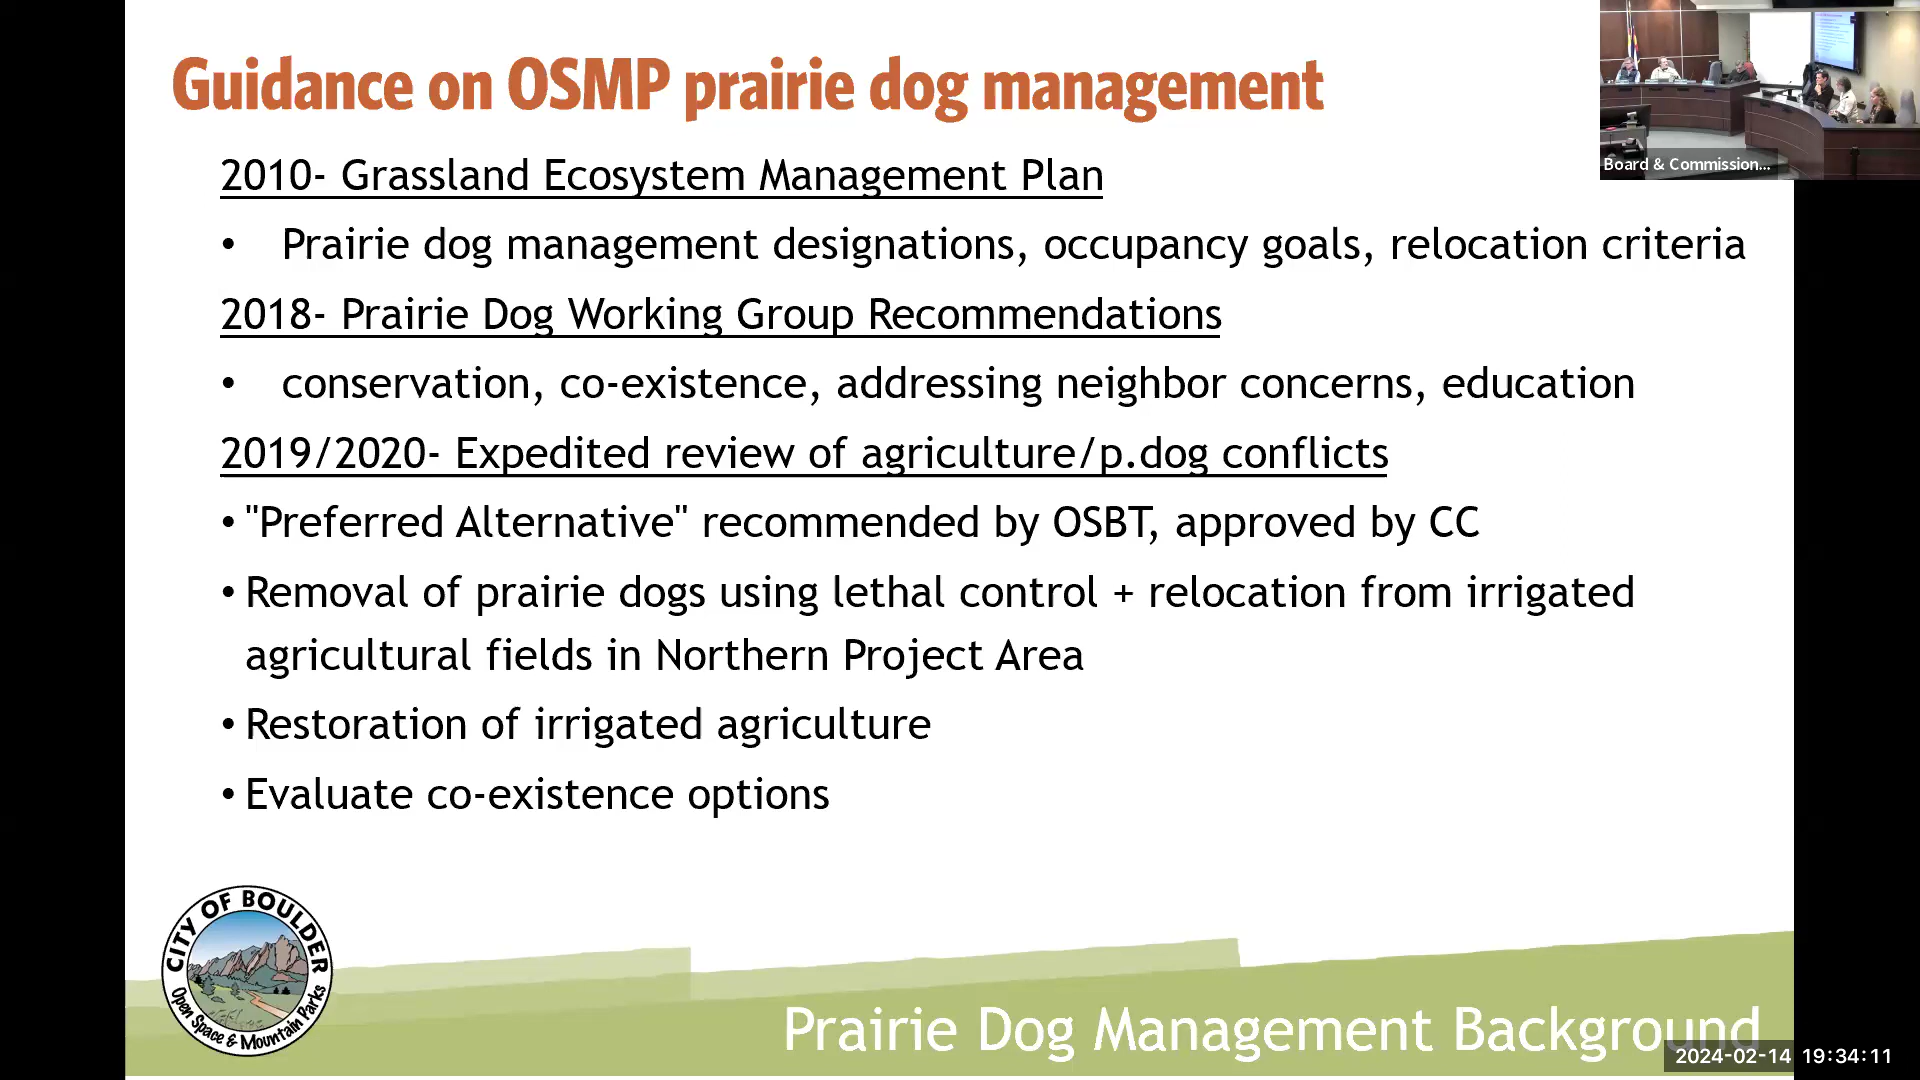 Guidance on OSMP prairie dog management
Board & Commission...
2010- Grassland Ecosystem Management Plan
• Prairie dog management designations, occupancy goals, relocation criteria
2018- Prairie Dog Working Group Recommendations
• conservation, co-existence, addressing neighbor concerns, education
2019/2020- Expedited review of agriculture/p.dog conflicts
• "Preferred Alternative" recommended by OSBT, approved by CC
• Removal of prairie dogs using lethal control + relocation from irrigated
agricultural fields in Northern Project Area
• Restoration of irrigated agriculture
• Evaluate co-existence options
CITY OF BOULDER
Open Space & Mountain Parks
Prairie Dog Management Background
2024-02-14 19:34:11